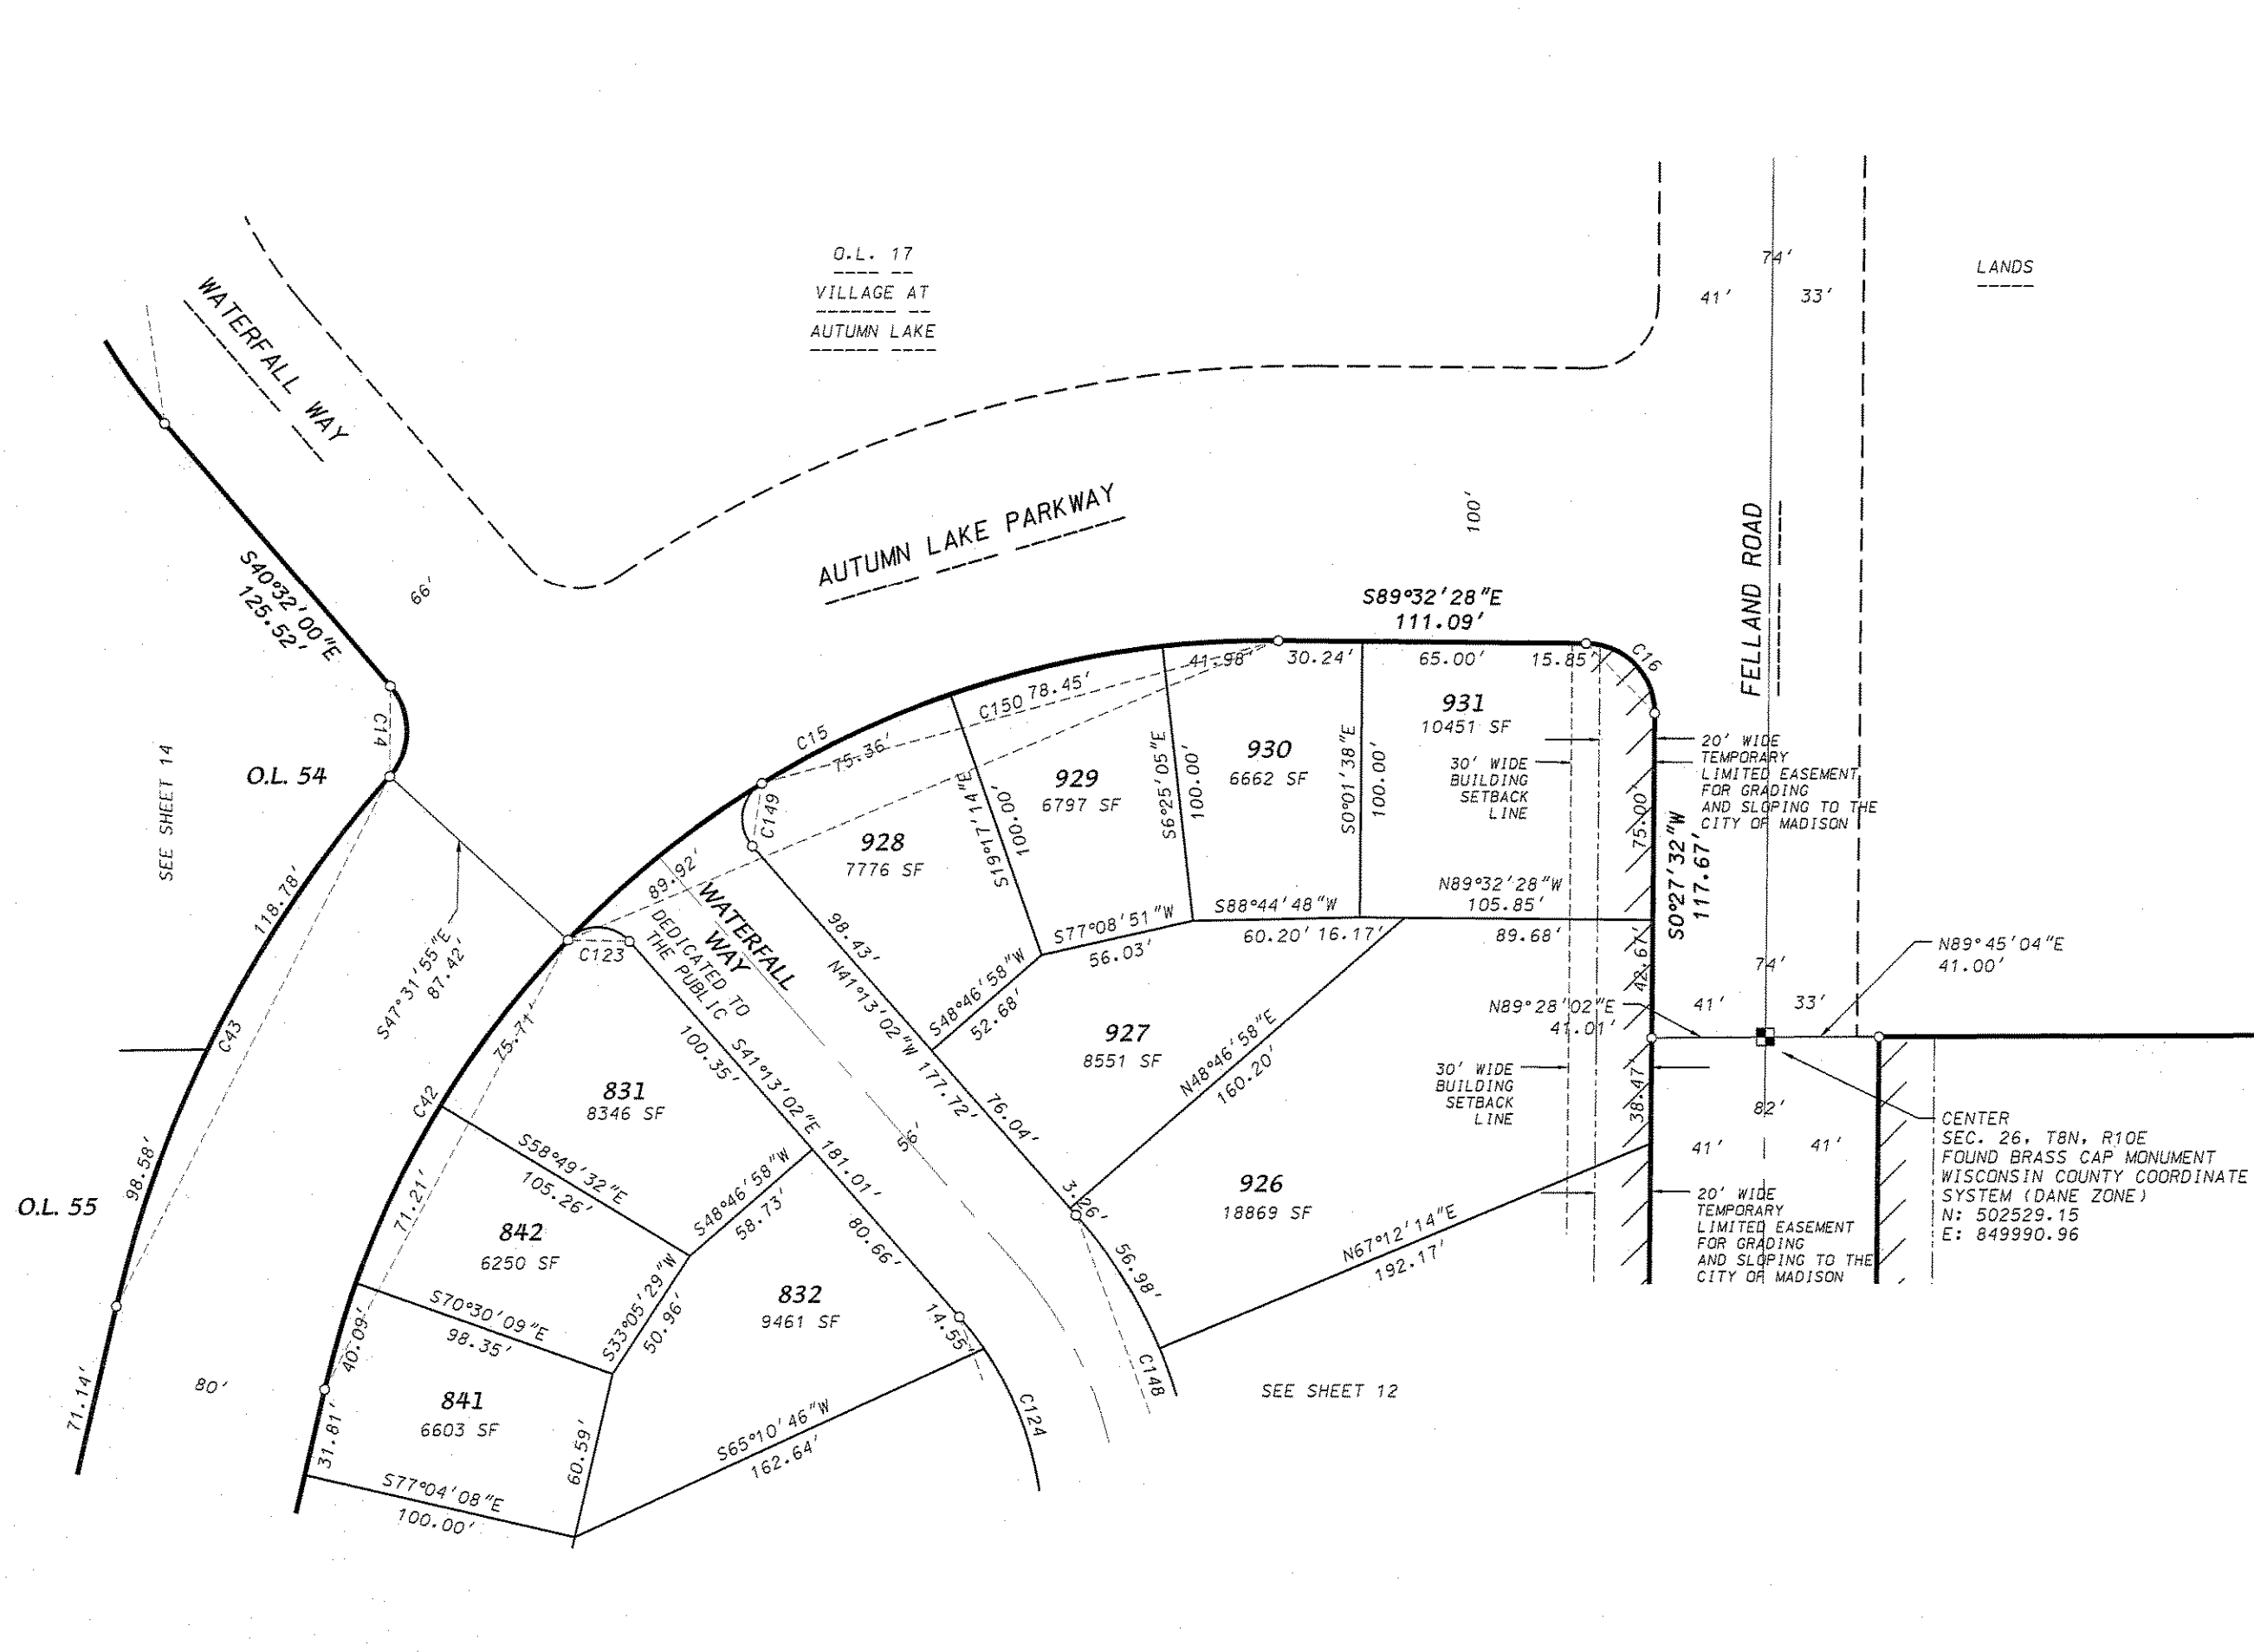 O.L. 17
VILLAGE AT
AUTUMN LAKE
LANDS
74'
41'
33'
WATERFALL WAY
66'
AUTUMN LAKE PARKWAY
100'
FELLAND ROAD
S40°32'00"E
125.52'
S89°32'28"E
111.09'
C14
O.L. 54
SEE SHEET 14
C15
C150
78.45'
75.36'
41.98'
30.24'
65.00'
15.85'
C16
C149
89.92'
928
7776 SF
S19°17'14"E
100.00'
929
6797 SF
S6°25'05"E
100.00'
930
6662 SF
S0°01'38"E
100.00'
931
10451 SF
30' WIDE
BUILDING
SETBACK
LINE
20' WIDE
TEMPORARY
LIMITED EASEMENT
FOR GRADING
AND SLOPING TO THE
CITY OF MADISON
75.00'
S0°27'32"W
117.67'
N89°32'28"W
105.85'
S88°44'48"W
60.20'
16.17'
89.68'
S77°08'51"W
56.03'
S48°46'58"W
52.68'
98.43'
N41°13'02"W
177.72'
76.04'
3.26'
927
8551 SF
N48°46'58"E
160.20'
42.67'
N89°28'02"E
41.01'
74'
41'
33'
N89°45'04"E
41.00'
30' WIDE
BUILDING
SETBACK
LINE
38.47'
82'
41'
41'
CENTER
SEC. 26, T8N, R10E
FOUND BRASS CAP MONUMENT
WISCONSIN COUNTY COORDINATE
SYSTEM (DANE ZONE)
N: 502529.15
E: 849990.96
20' WIDE
TEMPORARY
LIMITED EASEMENT
FOR GRADING
AND SLOPING TO THE
CITY OF MADISON
926
18869 SF
N67°12'14"E
192.17'
56.98'
C148
SEE SHEET 12
WATERFALL
WAY
DEDICATED TO
THE PUBLIC
56'
118.78'
S47°31'55"E
87.42'
C43
98.58'
O.L. 55
71.14'
80'
C123
75.71'
C42
831
8346 SF
100.35'
S41°13'02"E
181.01'
80.66'
14.55'
C124
S58°49'32"E
105.26'
S48°46'58"W
58.73'
71.21'
842
6250 SF
S33°05'29"W
50.96'
832
9461 SF
S70°30'09"E
98.35'
40.09'
841
6603 SF
60.59'
S65°10'46"W
162.64'
31.81'
S77°04'08"E
100.00'